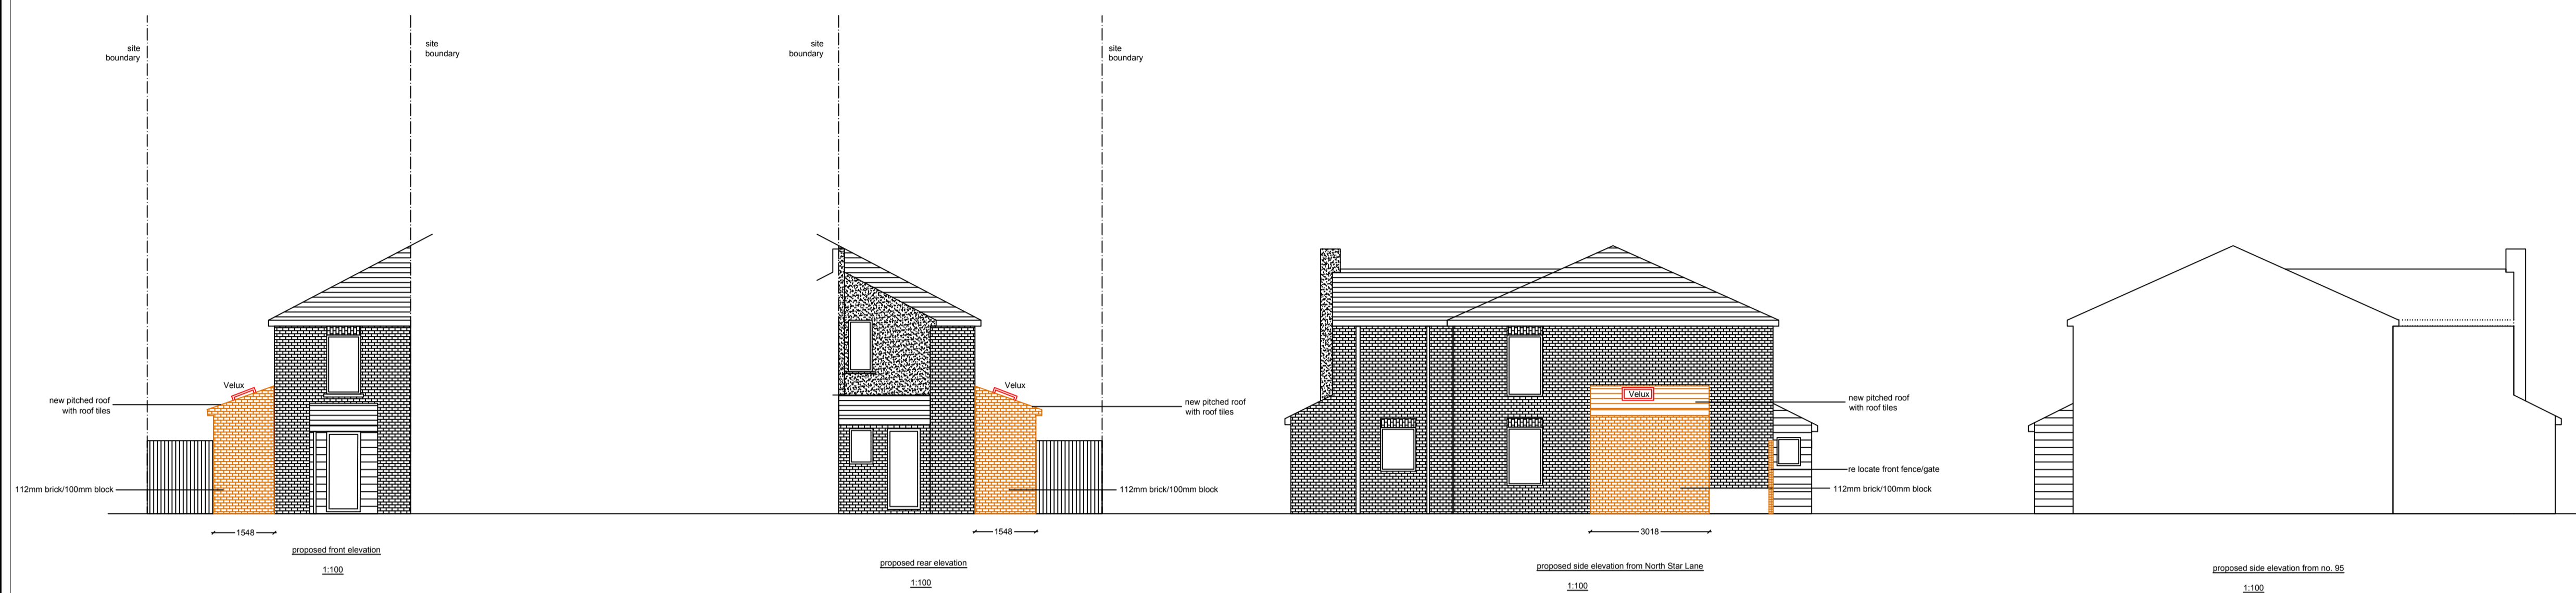 site
boundary
site
boundary
Velux
new pitched roof
with roof tiles
112mm brick/100mm block
1548
proposed front elevation
1:100
site
boundary
site
boundary
Velux
new pitched roof
with roof tiles
112mm brick/100mm block
1548
proposed rear elevation
1:100
Velux
new pitched roof
with roof tiles
re locate front fence/gate
112mm brick/100mm block
3018
proposed side elevation from North Star Lane
1:100
proposed side elevation from no. 95
1:100